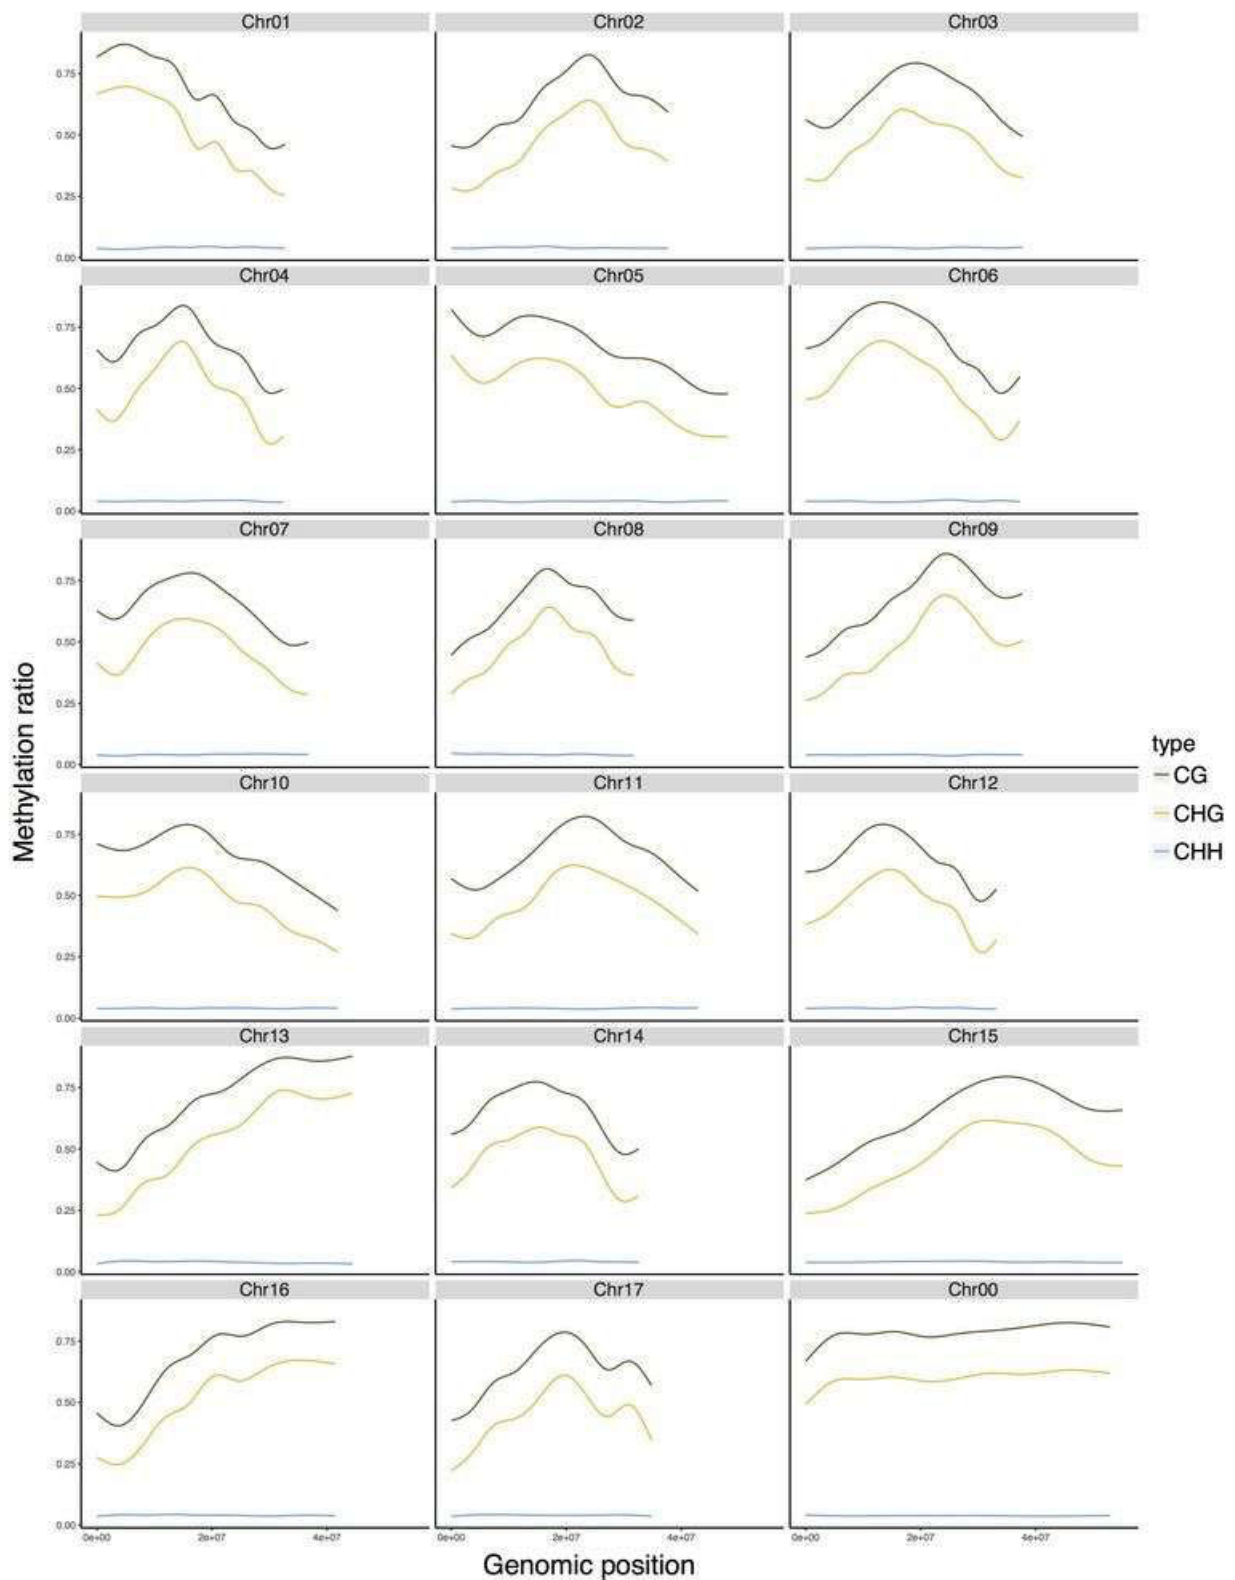 Chr01 Chr02 Chr03
0.75
0.50
0.25
0.00
Chr04 Chr05 Chr06
0.75
0.50
0.25
0.00
Chr07 Chr08 Chr09
0.75
0.50
0.25
0.00
Chr10 Chr11 Chr12
0.75
0.50
0.25
0.00
Chr13 Chr14 Chr15
0.75
0.50
0.25
0.00
Chr16 Chr17 Chr00
0.75
0.50
0.25
0.00
0e+00 2e+07 4e+07 0e+00 2e+07 4e+07 0e+00 2e+07 4e+07
Genomic position
Methylation ratio
type
CG
CHG
CHH